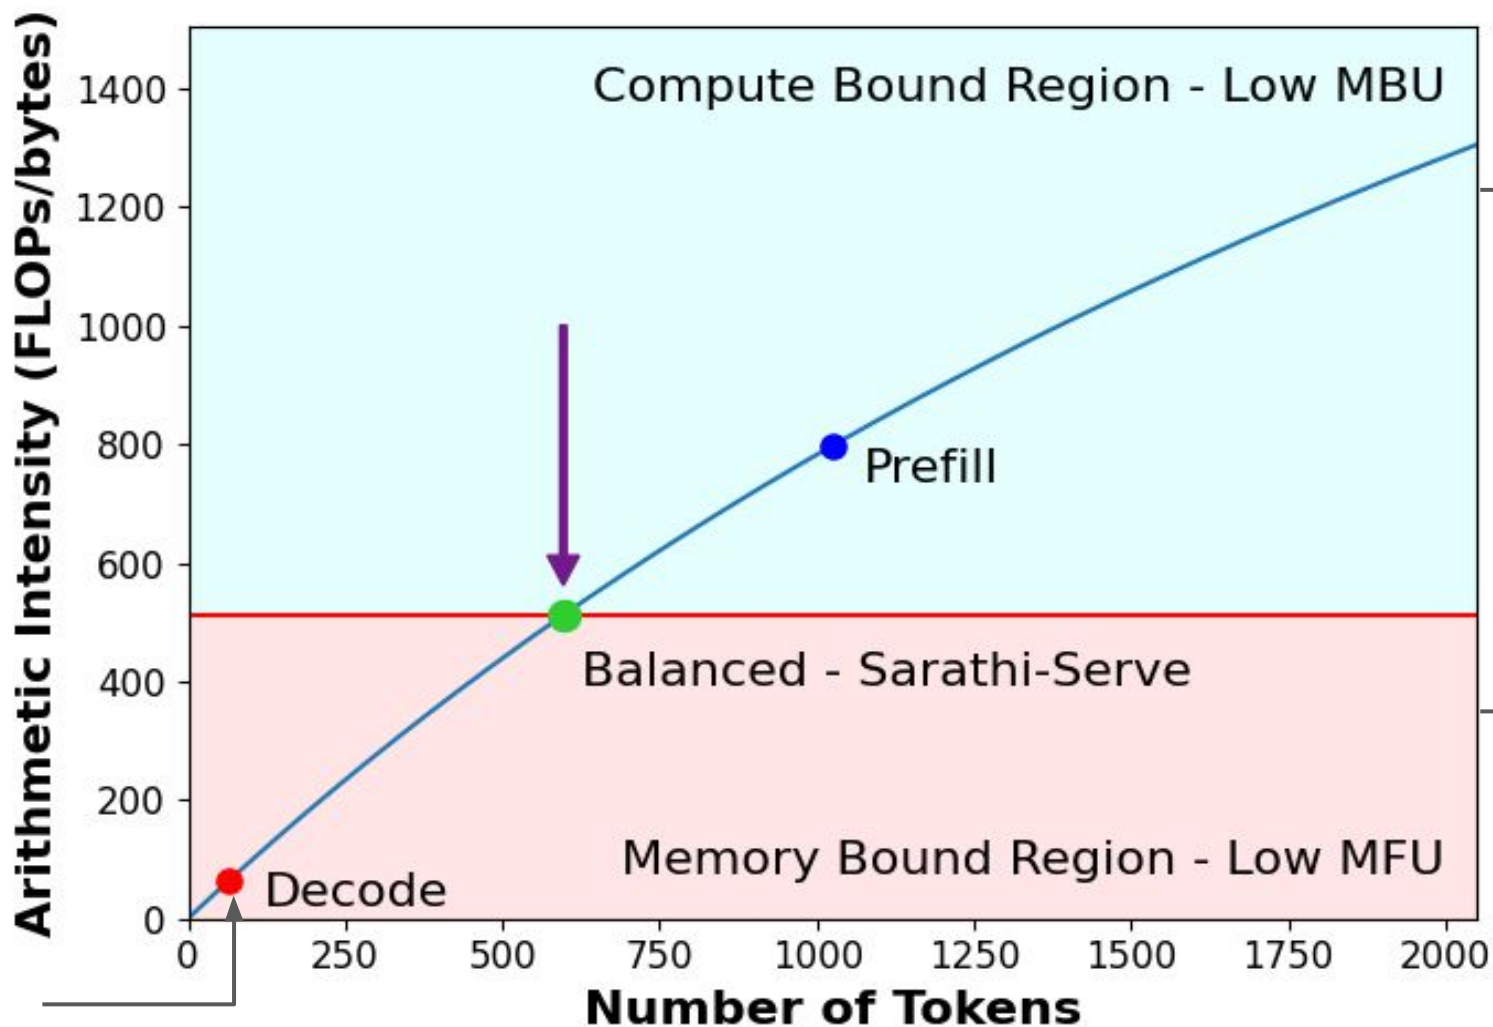 Arithmetic Intensity (FLOPs/bytes)
1400
1200
1000
800
600
400
200
0
Compute Bound Region - Low MBU
Prefill
Balanced - Sarathi-Serve
Memory Bound Region - Low MFU
Decode
0 250 500 750 1000 1250 1500 1750 2000
Number of Tokens